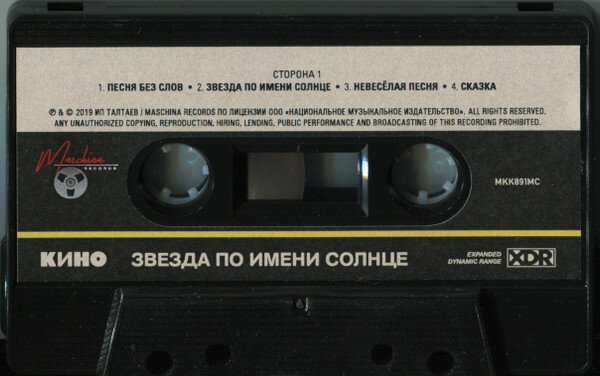 СТОРОНА 1
1. ПЕСНЯ БЕЗ СЛОВ • 2. ЗВЕЗДА ПО ИМЕНИ СОЛНЦЕ • 3. НЕВЕСЁЛАЯ ПЕСНЯ • 4. СКАЗКА
℗ & © 2019 ИП ТАЛТАЕВ / MASCHINA RECORDS ПО ЛИЦЕНЗИИ ООО «НАЦИОНАЛЬНОЕ МУЗЫКАЛЬНОЕ ИЗДАТЕЛЬСТВО». ALL RIGHTS RESERVED.
ANY UNAUTHORIZED COPYING, REPRODUCTION, HIRING, LENDING, PUBLIC PERFORMANCE AND BROADCASTING OF THIS RECORDING PROHIBITED.
Maschina
RECORDS
MKK891MC
КИНО ЗВЕЗДА ПО ИМЕНИ СОЛНЦЕ
EXPANDED
DYNAMIC RANGE
XDR